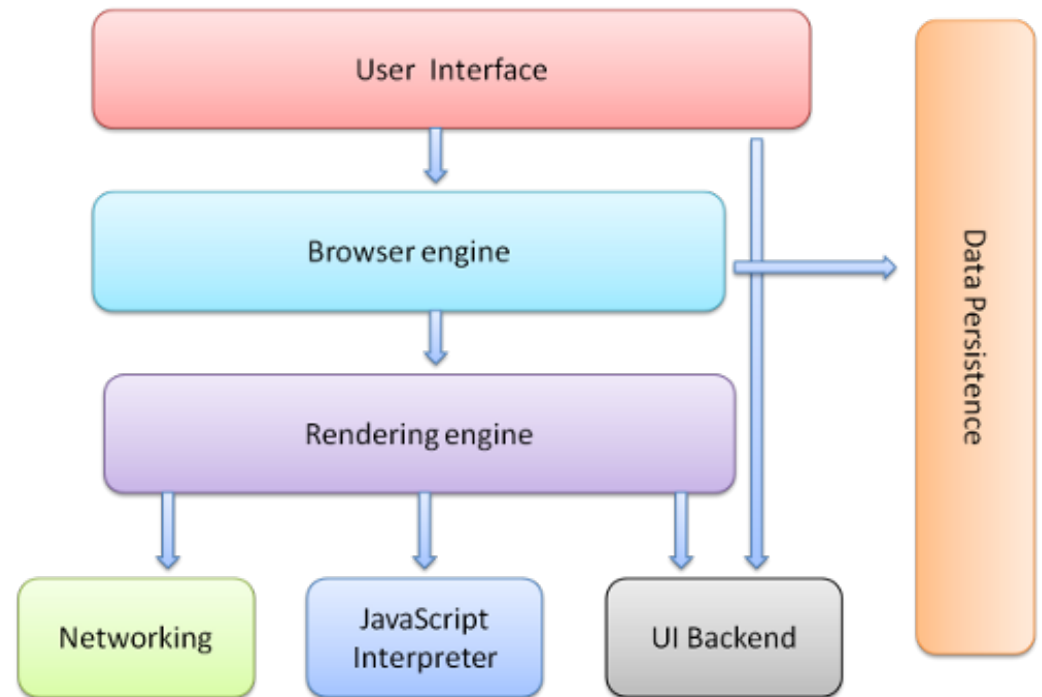 User Interface
Browser engine
Rendering engine
Networking
JavaScript
Interpreter
UI Backend
Data Persistence